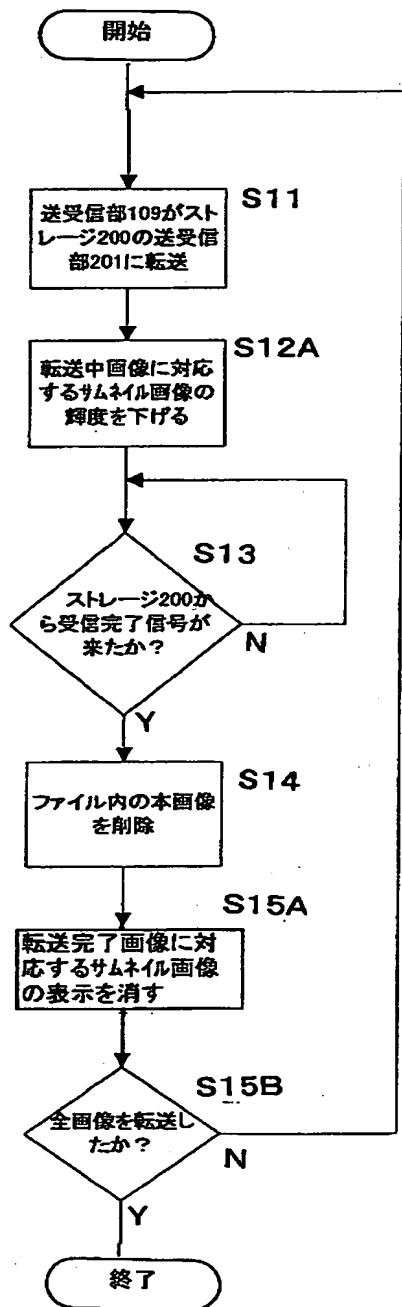 開始
S11
送受信部109がスト
レージ200の送受信
部201に転送
S12A
転送中画像に対応
するサムネイル画像の
輝度を下げる
S13
ストレージ200か
ら受信完了信号が
来たか？
N
Y
S14
ファイル内の本画像
を削除
S15A
転送完了画像に対
応するサムネイル画像
の表示を消す
S15B
全画像を転送し
たか？
N
Y
終了